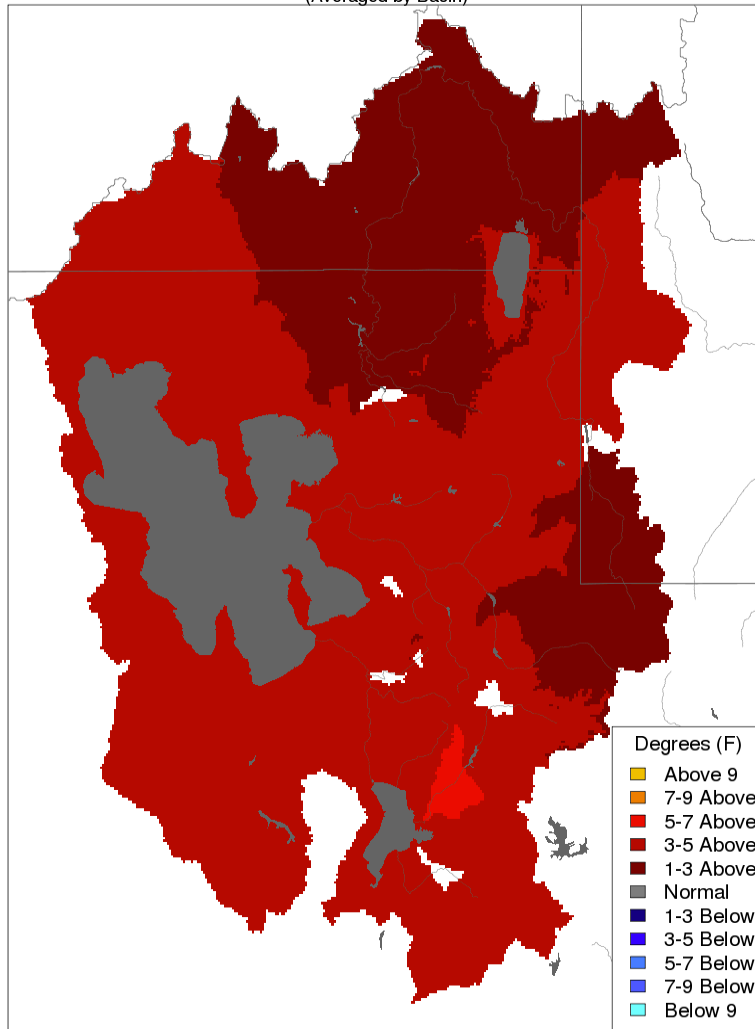 (Averaged by Basin)
Degrees (F)
Above 9
7-9 Above
5-7 Above
3-5 Above
1-3 Above
Normal
1-3 Below
3-5 Below
5-7 Below
7-9 Below
Below 9